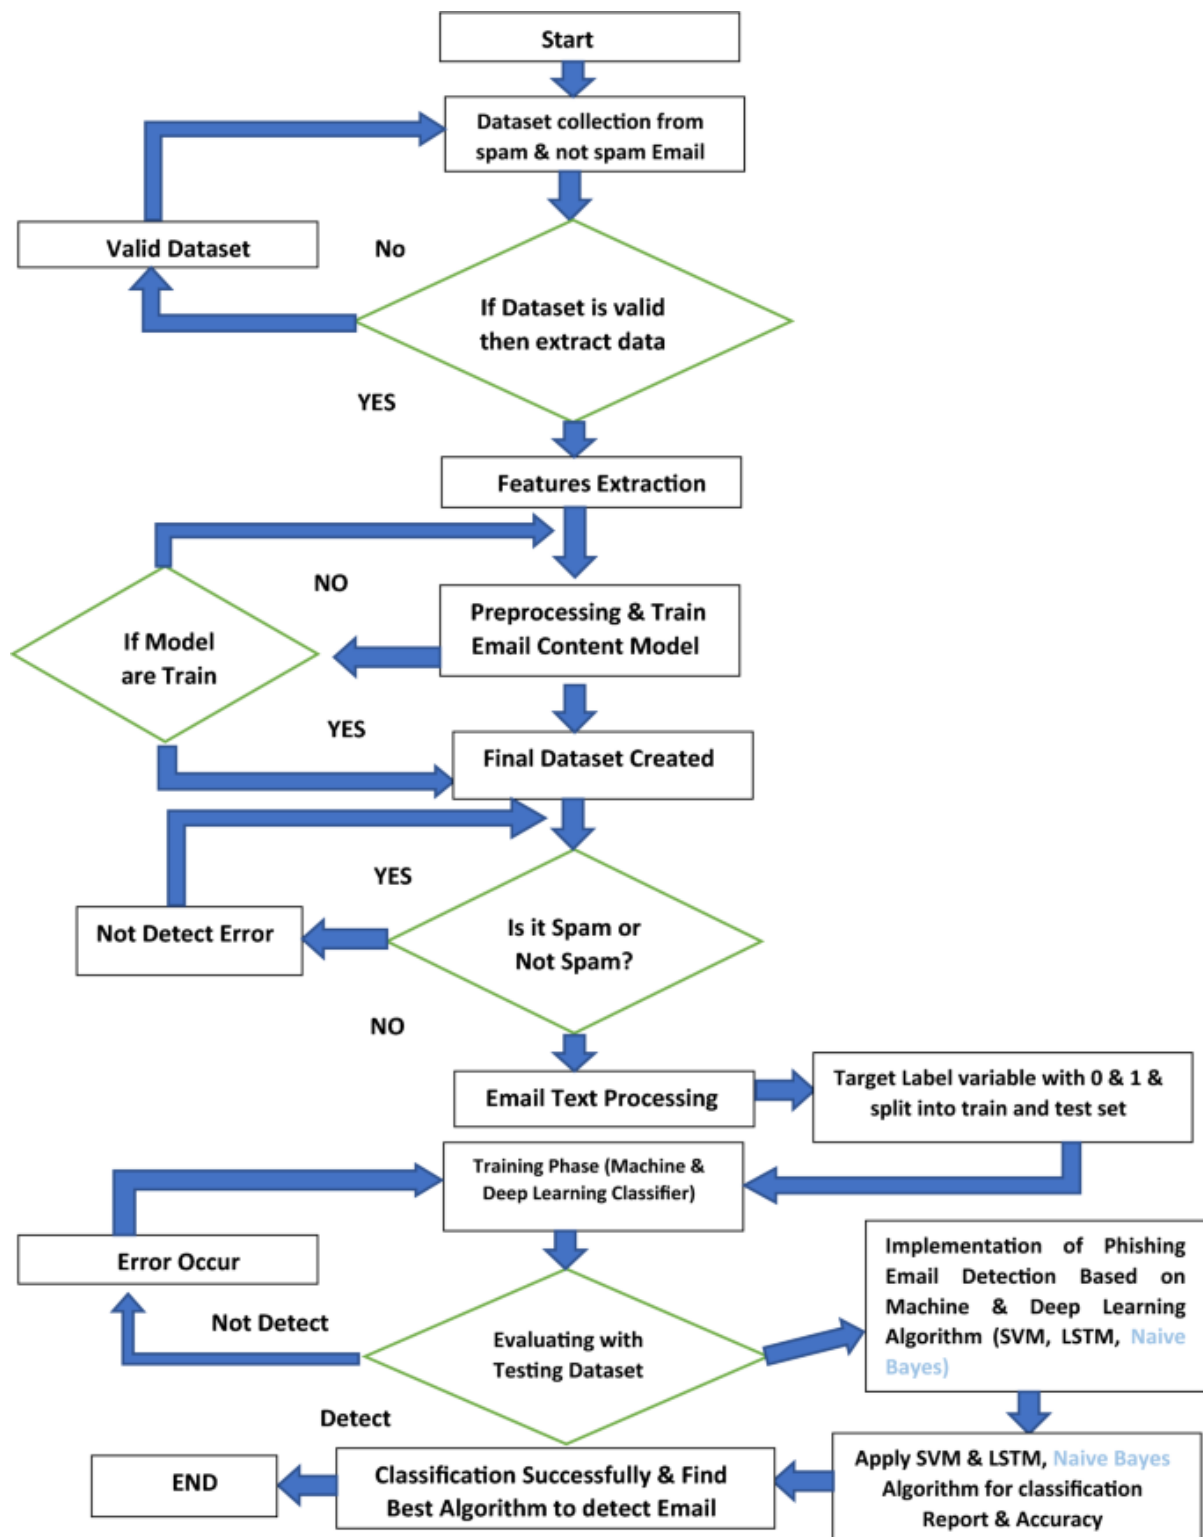 Start
Dataset collection from
spam & not spam Email
Valid Dataset
No
If Dataset is valid
then extract data
YES
Features Extraction
NO
Preprocessing & Train
Email Content Model
If Model
are Train
YES
Final Dataset Created
YES
Not Detect Error
Is it Spam or
Not Spam?
NO
Email Text Processing
Target Label variable with 0 & 1 &
split into train and test set
Training Phase (Machine &
Deep Learning Classifier)
Error Occur
Implementation of Phishing
Email Detection Based on
Machine & Deep Learning
Algorithm (SVM, LSTM, Naive
Bayes)
Not Detect
Evaluating with
Testing Dataset
Detect
END
Classification Successfully & Find
Best Algorithm to detect Email
Apply SVM & LSTM, Naive Bayes
Algorithm for classification
Report & Accuracy